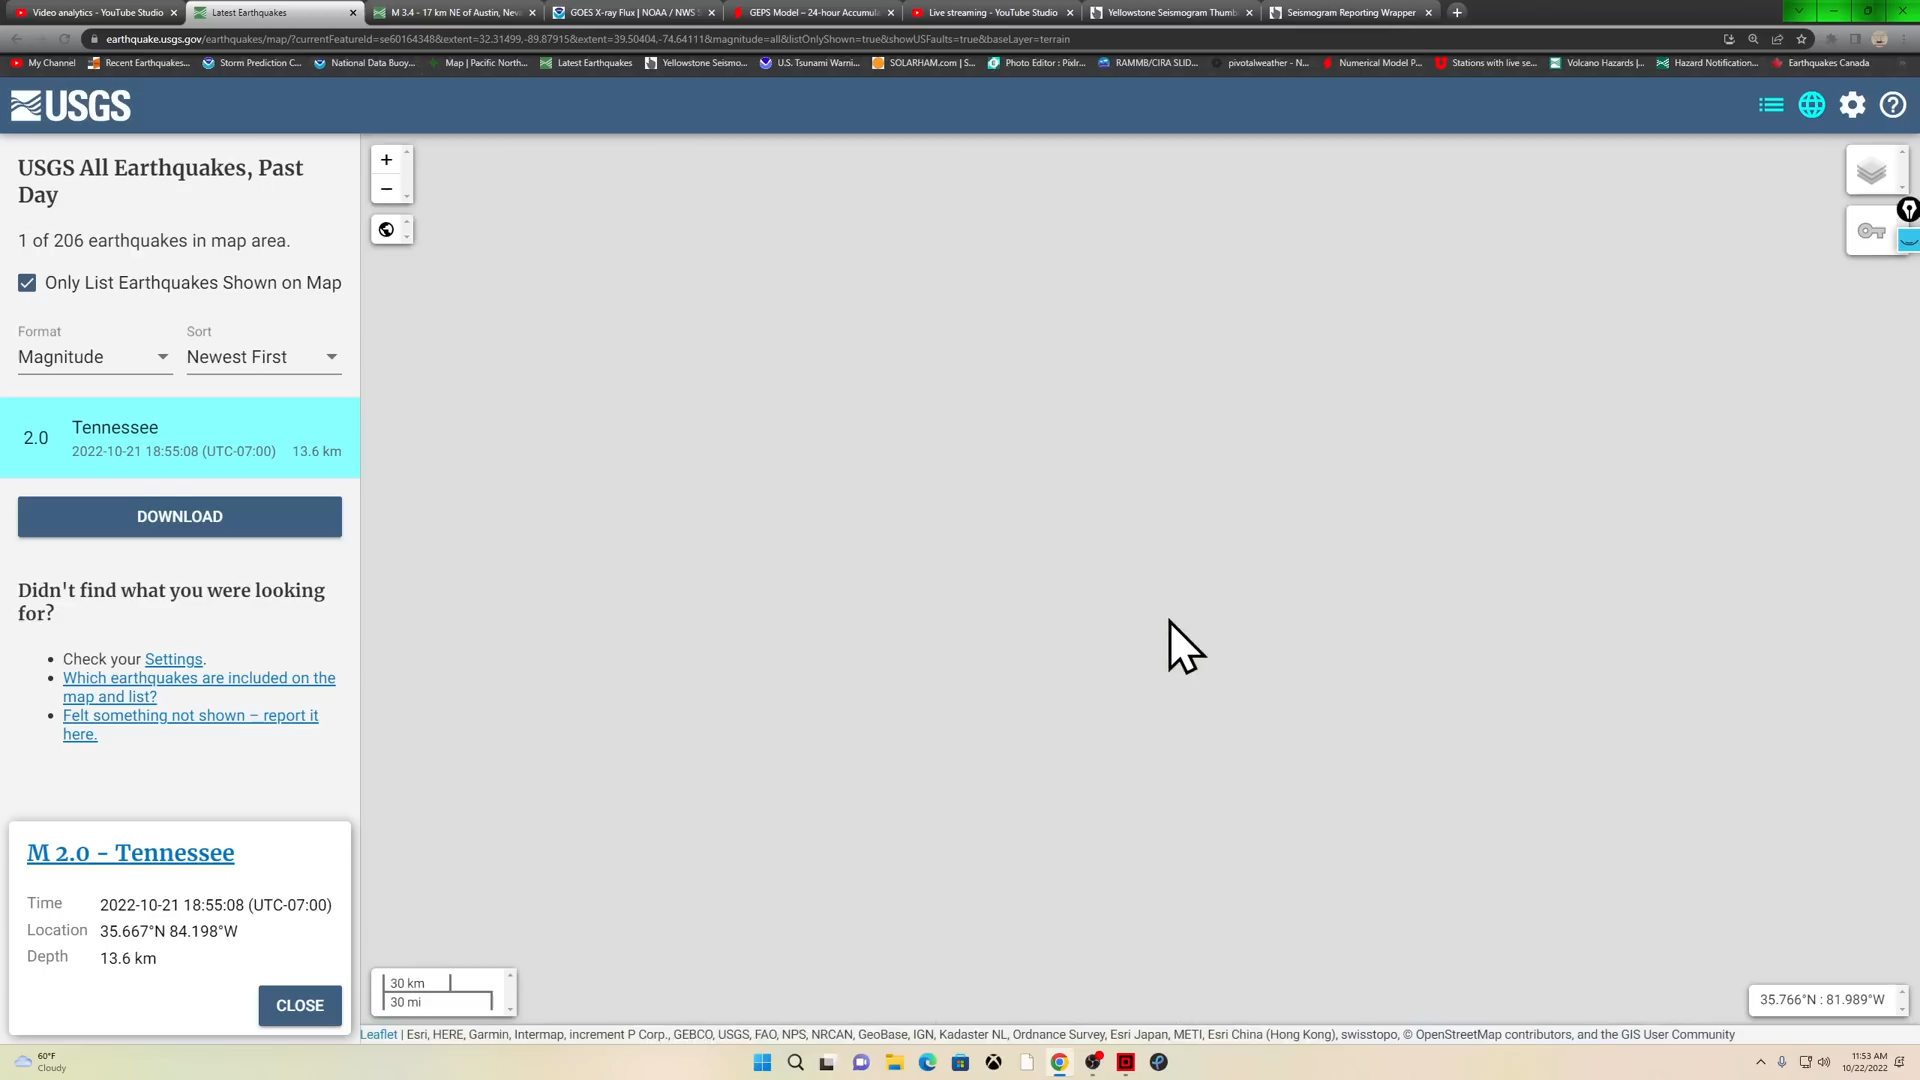 Video analytics - YouTube Studio
Latest Earthquakes
M 3.4 - 17 km NE of Austin, Nev
GOES X-ray Flux | NOAA / NWS
GEPS Model – 24-hour Accumula
Live streaming - YouTube Studio
Yellowstone Seismogram Thumb
Seismogram Reporting Wrapper
earthquake.usgs.gov/earthquakes/map/?currentFeatureId=se60164348&extent=32.31499,-89.87915&extent=39.50404,-74.64111&magnitude=all&listOnlyShown=true&showUSFaults=true&baseLayer=terrain
My Channel
Recent Earthquakes...
Storm Prediction C...
National Data Buoy...
Map | Pacific North...
Latest Earthquakes
Yellowstone Seismo...
U.S. Tsunami Warni...
SOLARHAM.com | S...
Photo Editor : Pixlr...
RAMMB/CIRA SLID...
pivotalweather - N...
Numerical Model P...
Stations with live se...
Volcano Hazards |...
Hazard Notification...
Earthquakes Canada
USGS
USGS All Earthquakes, Past
Day
1 of 206 earthquakes in map area.
Only List Earthquakes Shown on Map
Format
Sort
Magnitude
Newest First
2.0
Tennessee
2022-10-21 18:55:08 (UTC-07:00) 13.6 km
DOWNLOAD
Didn't find what you were looking
for?
• Check your Settings.
• Which earthquakes are included on the
map and list?
• Felt something not shown – report it
here.
M 2.0 - Tennessee
Time 2022-10-21 18:55:08 (UTC-07:00)
Location 35.667°N 84.198°W
Depth 13.6 km
CLOSE
+
−
30 km
30 mi
35.766°N : 81.989°W
Leaflet | Esri, HERE, Garmin, Intermap, increment P Corp., GEBCO, USGS, FAO, NPS, NRCAN, GeoBase, IGN, Kadaster NL, Ordnance Survey, Esri Japan, METI, Esri China (Hong Kong), swisstopo, © OpenStreetMap contributors, and the GIS User Community
60°F
Cloudy
11:53 AM
10/22/2022